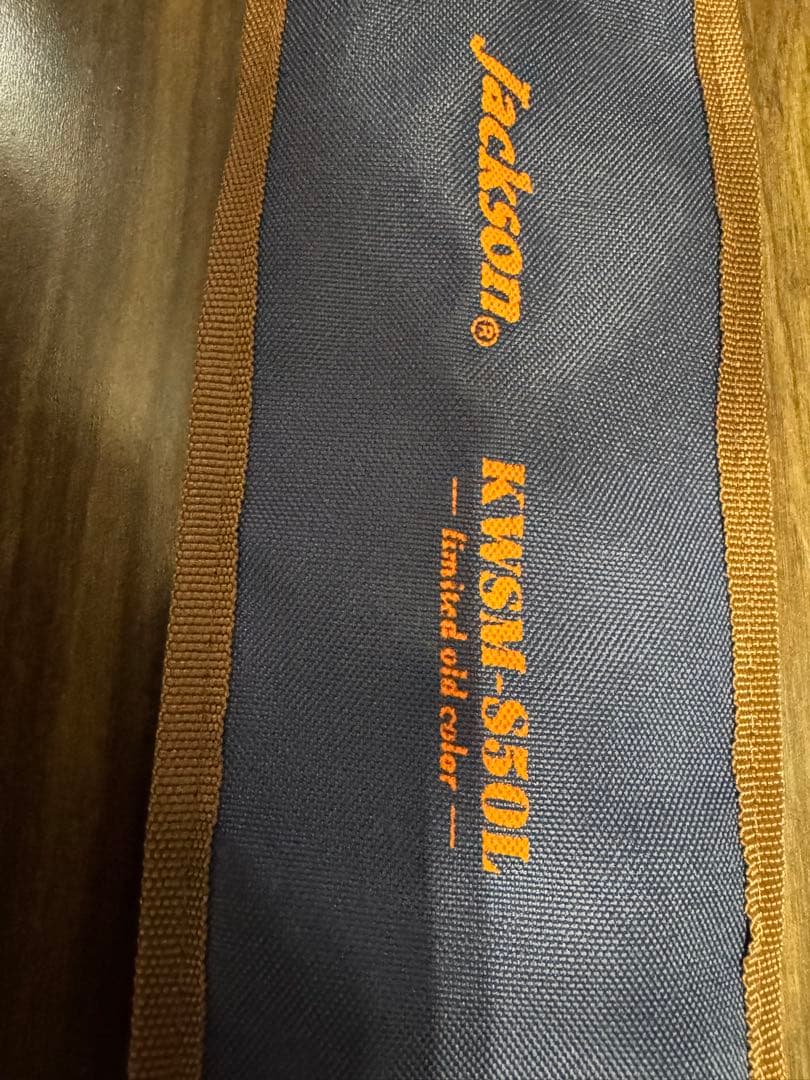 Jackson®
KWSM-S50L
— limited old color —